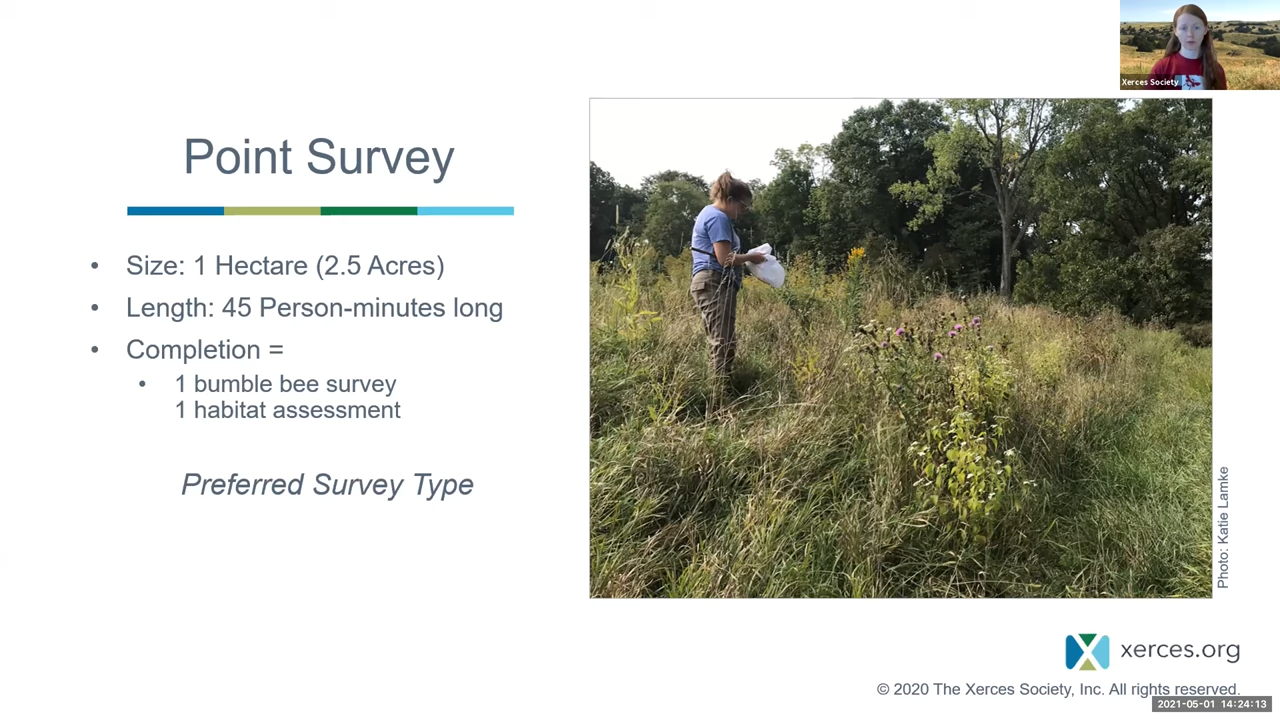 Xerces Society
Point Survey
• Size: 1 Hectare (2.5 Acres)
• Length: 45 Person-minutes long
• Completion =
• 1 bumble bee survey
1 habitat assessment
Preferred Survey Type
Photo: Katie Lamke
xerces.org
© 2020 The Xerces Society, Inc. All rights reserved.
2021-05-01 14:24:13